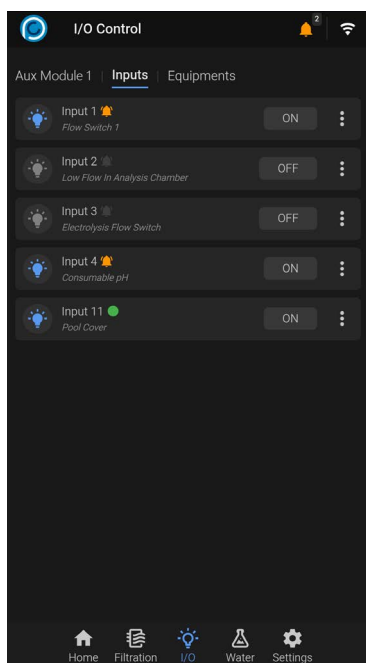 I/O Control
2
Aux Module 1 | Inputs | Equipments
Input 1
Flow Switch 1
ON
Input 2
Low Flow In Analysis Chamber
OFF
Input 3
Electrolysis Flow Switch
OFF
Input 4
Consumable pH
ON
Input 11
Pool Cover
ON
Home Filtration I/O Water Settings